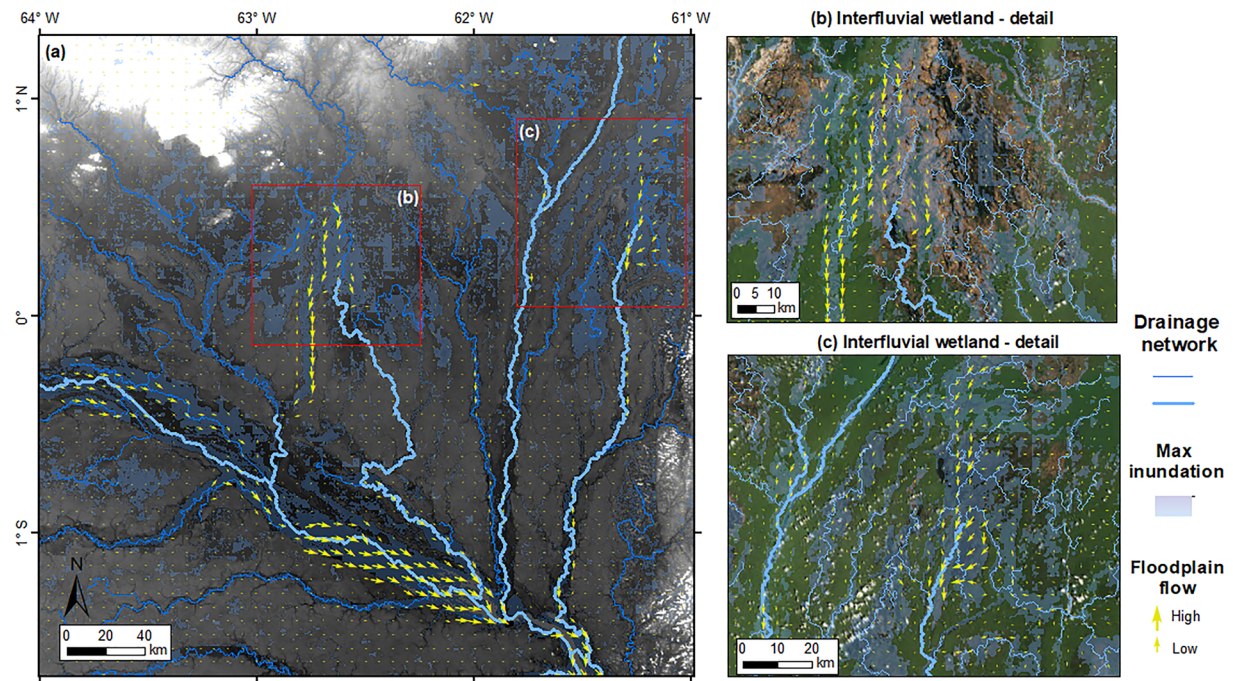 64° W 63° W 62° W 61° W
(a)
(b)
(c)
1°N
0°
1°S
N
0 20 40
km
(b) Interfluvial wetland - detail
0 5 10
km
(c) Interfluvial wetland - detail
0 10 20
km
Drainage
network
Max
inundation
Floodplain
flow
High
Low